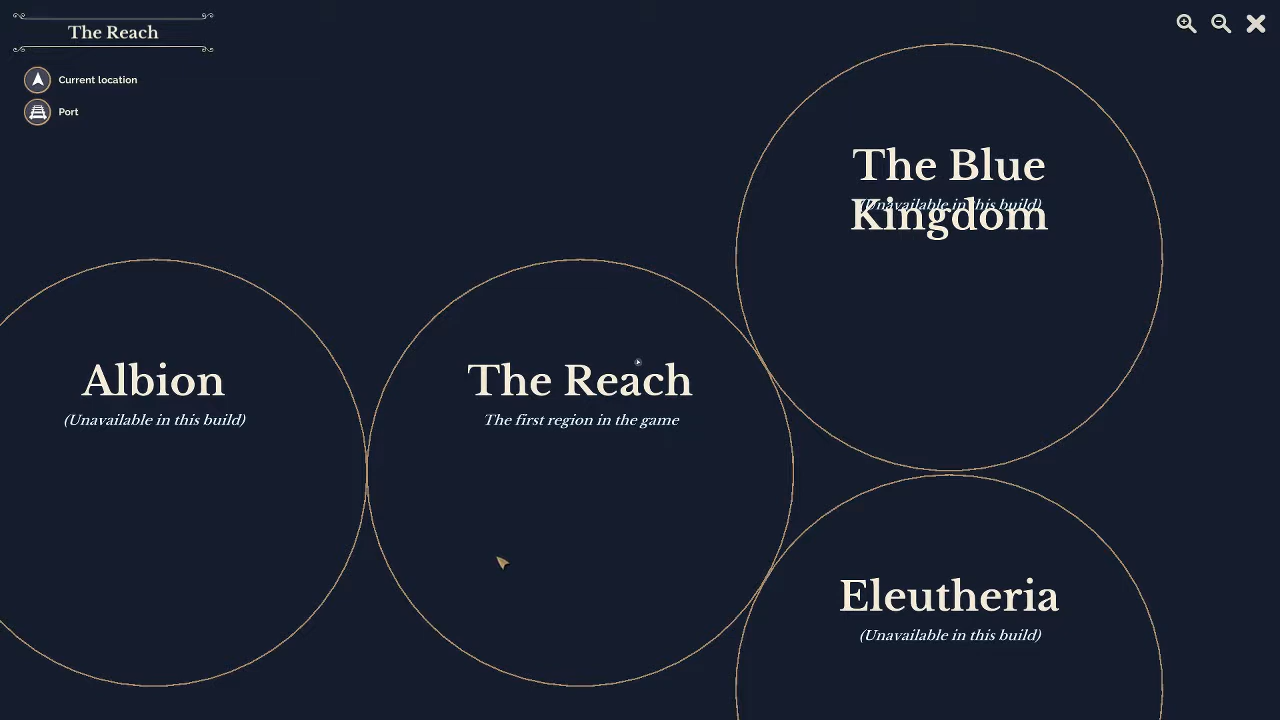 The Reach
Current location
Port
The Blue
(Unavailable in this build)
Kingdom
Albion
(Unavailable in this build)
The Reach
The first region in the game
Eleutheria
(Unavailable in this build)